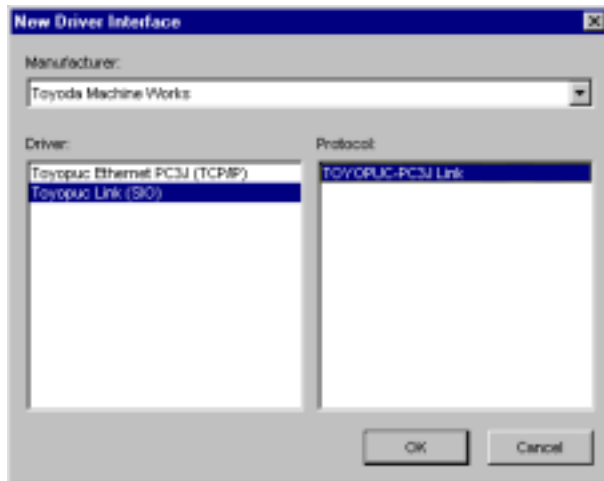 New Driver Interface
Manufacturer:
Toyoda Machine Works
Driver:
Protocol:
Toyopuc Ethernet PC3J (TCP/IP)
TOYOPUC-PC3J Link
Toyopuc Link (SIO)
OK
Cancel